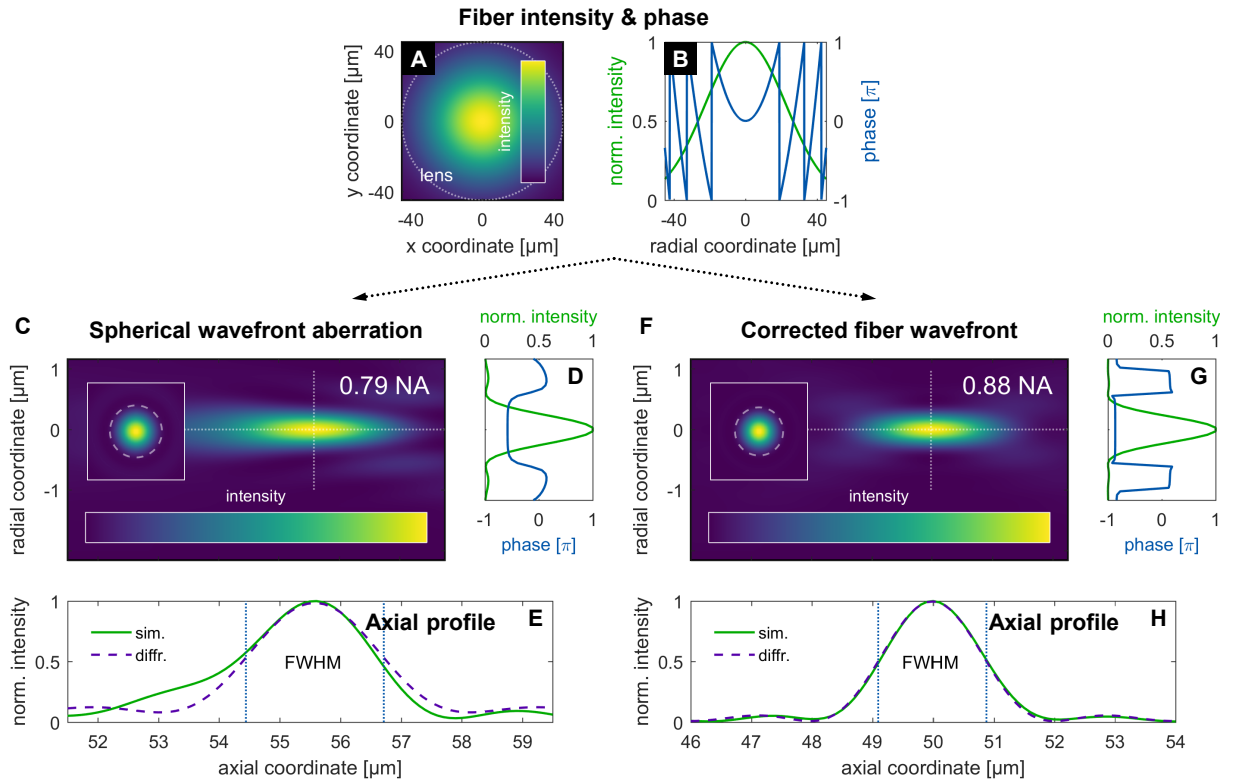 Fiber intensity & phase
A
40
0
-40
y coordinate [µm]
intensity
lens
-40 0 40
x coordinate [µm]
B
1
0.5
0
norm. intensity
1
0
-1
phase [π]
-40 0 40
radial coordinate [µm]
C
Spherical wavefront aberration
0.79 NA
1
0
-1
radial coordinate [µm]
intensity
norm. intensity
0 0.5 1
D
-1 0 1
phase [π]
Axial profile
E
1
0.5
0
norm. intensity
sim.
diffr.
FWHM
52 53 54 55 56 57 58 59
axial coordinate [µm]
F
Corrected fiber wavefront
0.88 NA
1
0
-1
radial coordinate [µm]
intensity
norm. intensity
0 0.5 1
G
-1 0 1
phase [π]
Axial profile
H
1
0.5
0
norm. intensity
sim.
diffr.
FWHM
46 47 48 49 50 51 52 53 54
axial coordinate [µm]